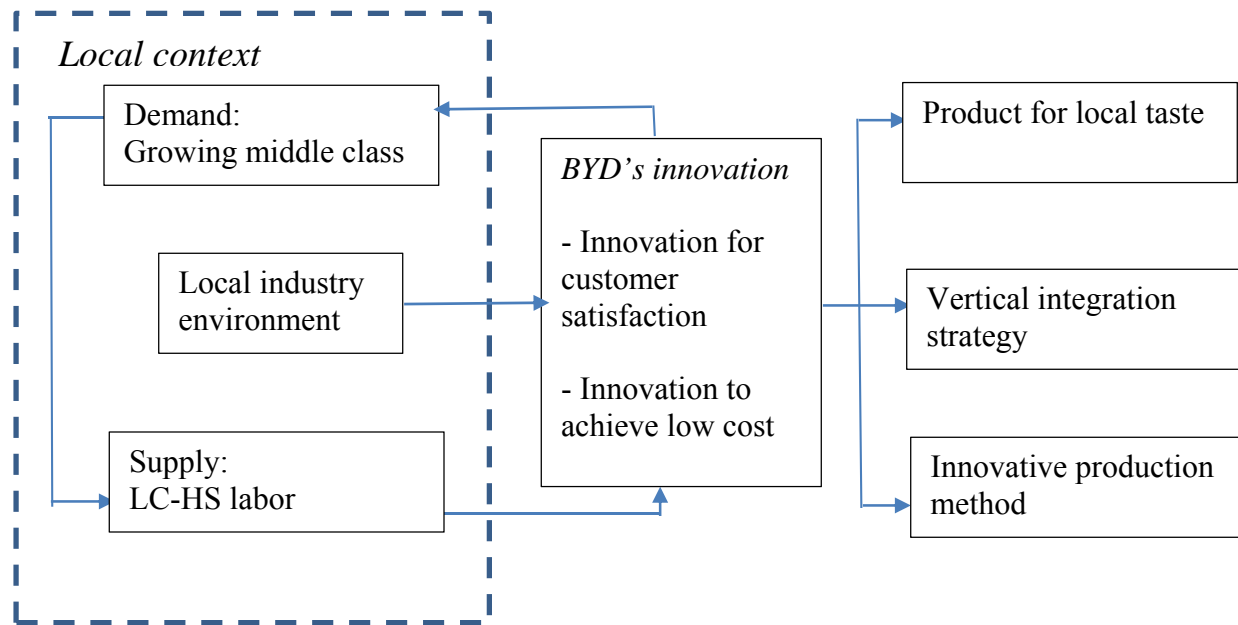 Local context
Demand:
Growing middle class
Local industry
environment
Supply:
LC-HS labor
BYD’s innovation
- Innovation for
customer
satisfaction
- Innovation to
achieve low cost
Product for local taste
Vertical integration
strategy
Innovative production
method